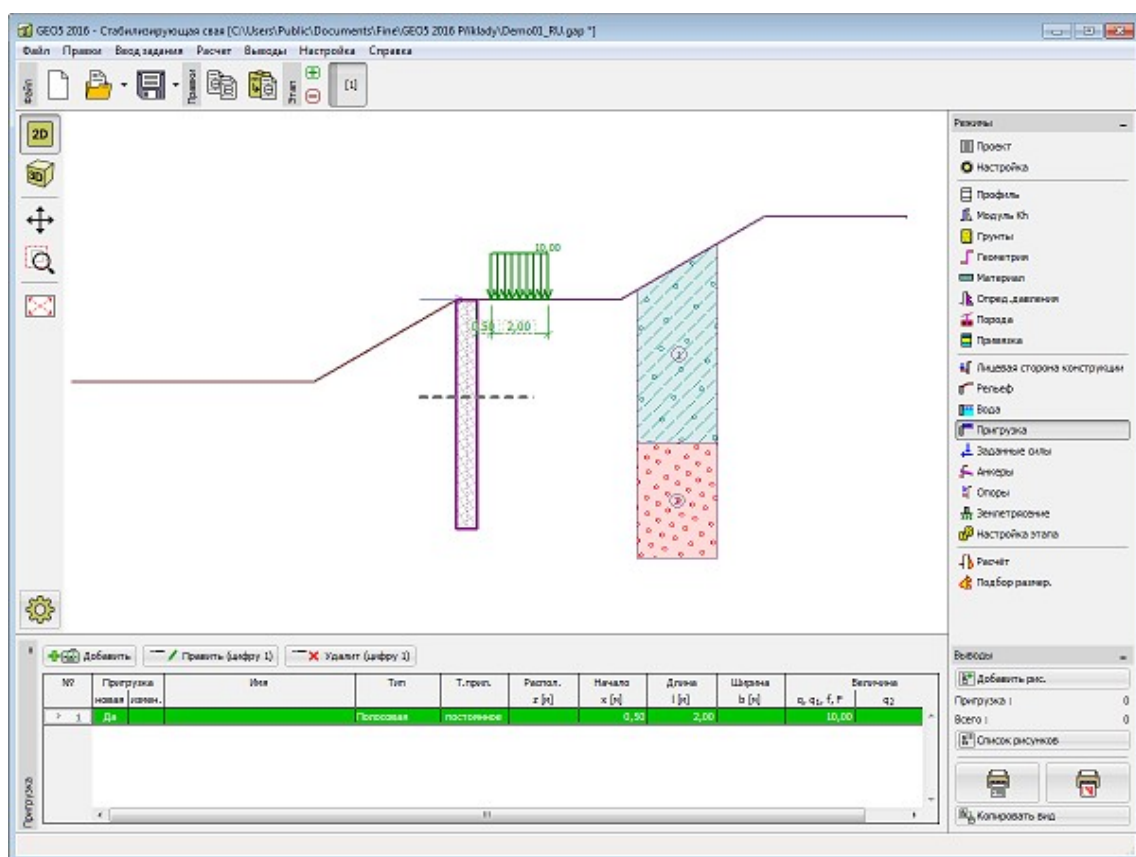 GEO5 2016 - Стабилизирующая свая [C:\Users\Public\Documents\Fine\GEO5 2016 Příklady\Demo01_RU.gap *]
Файл Правки Ввод задания Расчет Выводы Настройка Справка
Файл
Правки
Этап
[1]
2D
3D
10,00
0,50 2,00
1
Режимы
Проект
Настройка
Профиль
Модуль Kh
Грунты
Геометрия
Материал
Опред.давления
Порода
Привязка
Лицевая сторона конструкции
Рельеф
Вода
Пригрузка
Заданные силы
Анкеры
Опоры
Землетрясение
Настройка этапа
Расчёт
Подбор размер.
Добавить
Править (цифру 1)
Удалит (цифру 1)
№ Пригрузка Имя Тип Т.прил. Распол. Начало Длина Ширина Величина
новая измен. z [м] x [м] l [м] b [м] q, q1, f, F q2
> 1 Да Полосовая постоянное 0,50 2,00 10,00
Пригрузка
Выводы
Добавить рис.
Пригрузка : 0
Всего : 0
Список рисунков
Копировать вид